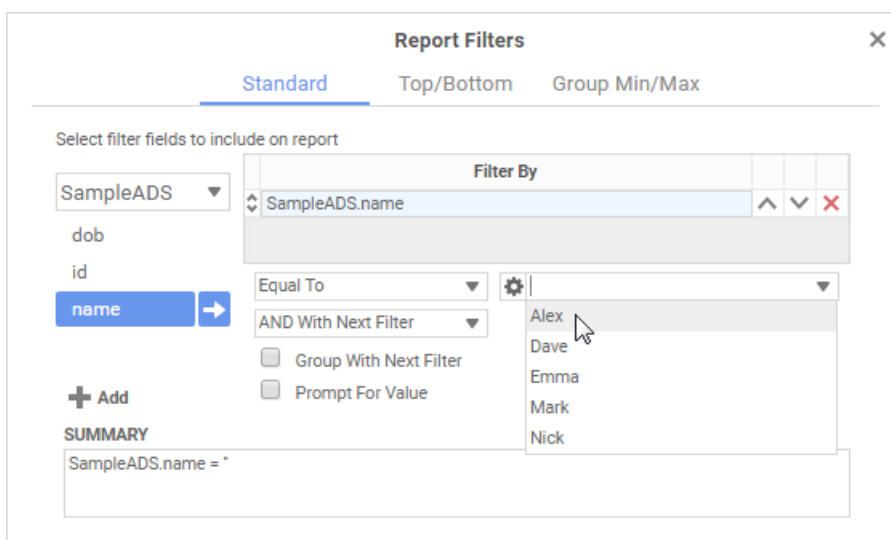 Report Filters
Standard Top/Bottom Group Min/Max
Select filter fields to include on report
Filter By
SampleADS
SampleADS.name
dob
id
name
Equal To
AND With Next Filter
Group With Next Filter
Prompt For Value
Alex
Dave
Emma
Mark
Nick
Add
SUMMARY
SampleADS.name = ''